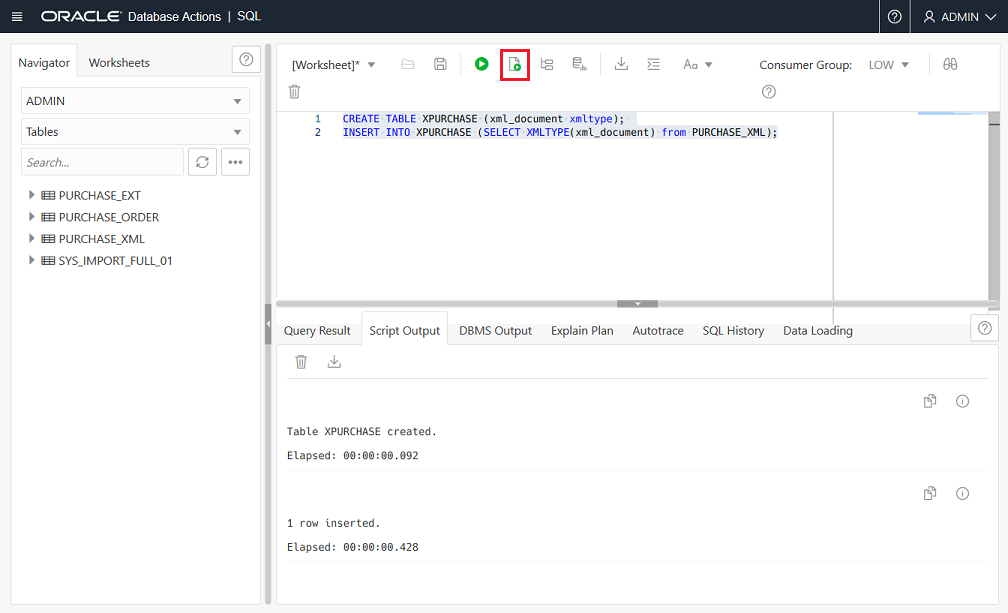 ORACLE Database Actions | SQL
ADMIN
Navigator
Worksheets
ADMIN
Tables
Search...
PURCHASE_EXT
PURCHASE_ORDER
PURCHASE_XML
SYS_IMPORT_FULL_01
[Worksheet]*
Aa
Consumer Group: LOW
1 CREATE TABLE XPURCHASE (xml_document xmltype);
2 INSERT INTO XPURCHASE (SELECT XMLTYPE(xml_document) from PURCHASE_XML);
Query Result Script Output DBMS Output Explain Plan Autotrace SQL History Data Loading
Table XPURCHASE created.
Elapsed: 00:00:00.092
1 row inserted.
Elapsed: 00:00:00.428